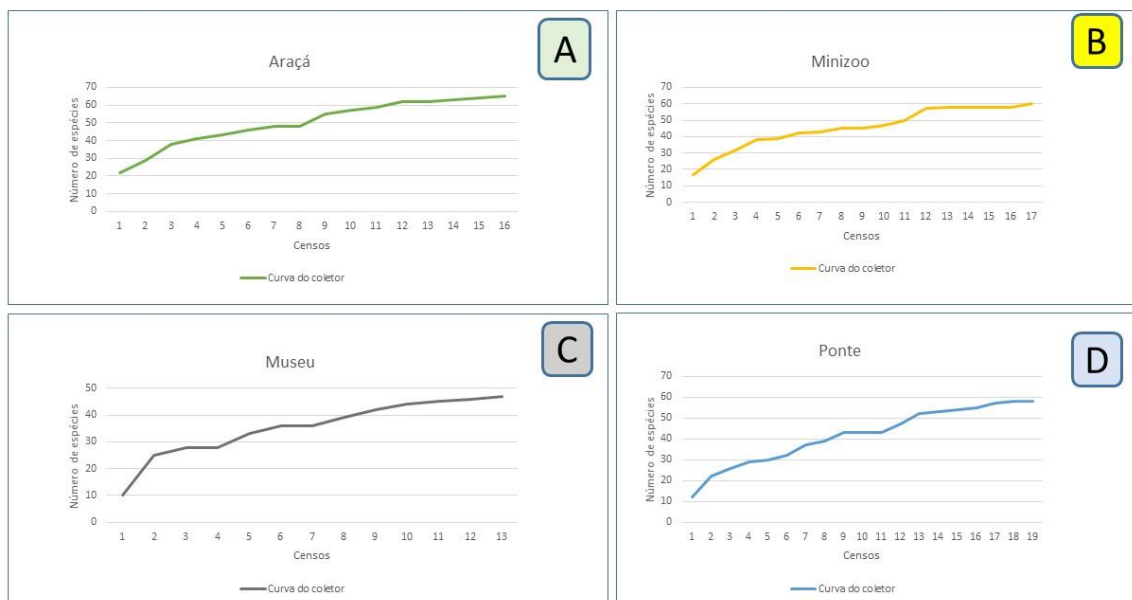 A
Araçá
Número de espécies
70
60
50
40
30
20
10
0
1 2 3 4 5 6 7 8 9 10 11 12 13 14 15 16
Censos
Curva do coletor
B
Minizoo
Número de espécies
70
60
50
40
30
20
10
0
1 2 3 4 5 6 7 8 9 10 11 12 13 14 15 16 17
Censos
Curva do coletor
C
Museu
Número de espécies
50
40
30
20
10
0
1 2 3 4 5 6 7 8 9 10 11 12 13
Censos
Curva do coletor
D
Ponte
Número de espécies
70
60
50
40
30
20
10
0
1 2 3 4 5 6 7 8 9 10 11 12 13 14 15 16 17 18 19
Censos
Curva do coletor